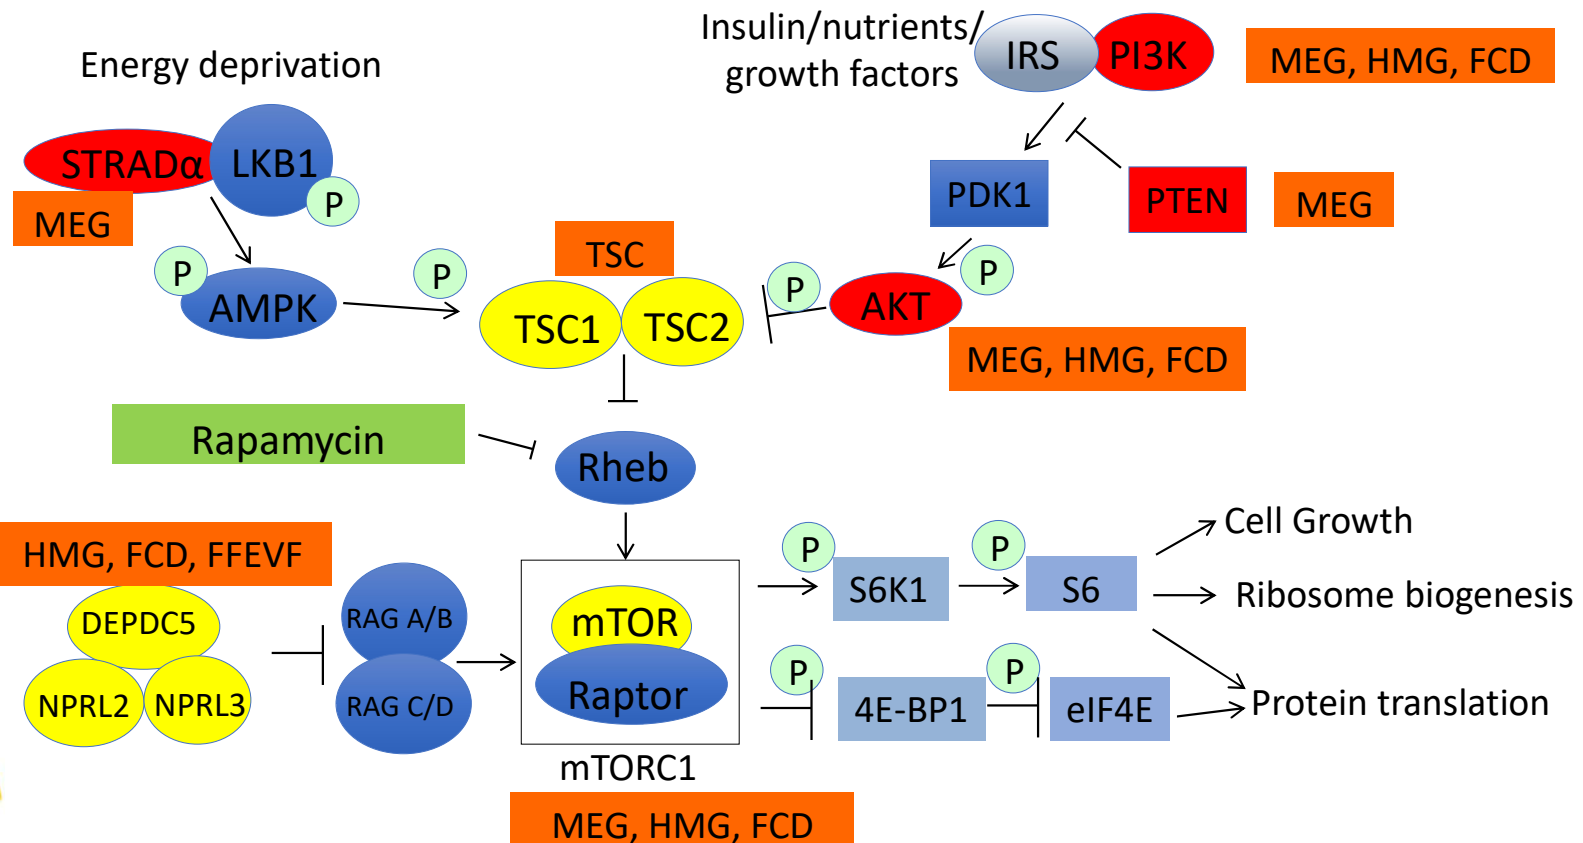 Insulin/nutrients/
growth factors
IRS
PI3K
MEG, HMG, FCD
Energy deprivation
STRADα
LKB1
P
MEG
PDK1
PTEN
MEG
P
AMPK
P
TSC
TSC1
TSC2
P
AKT
P
MEG, HMG, FCD
Rapamycin
Rheb
HMG, FCD, FFEVF
DEPDC5
NPRL2
NPRL3
RAG A/B
RAG C/D
mTOR
Raptor
mTORC1
MEG, HMG, FCD
P
S6K1
P
S6
Cell Growth
Ribosome biogenesis
P
4E-BP1
P
eIF4E
Protein translation